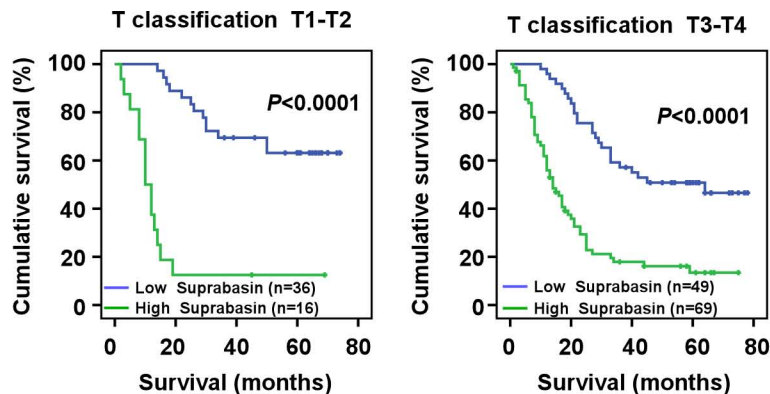 T classification T1-T2
Cumulative survival (%)
100
80
60
40
20
0
P<0.0001
Low Suprabasin (n=36)
High Suprabasin (n=16)
0 20 40 60 80
Survival (months)
T classification T3-T4
Cumulative survival (%)
100
80
60
40
20
0
P<0.0001
Low Suprabasin (n=49)
High Suprabasin (n=69)
0 20 40 60 80
Survival (months)